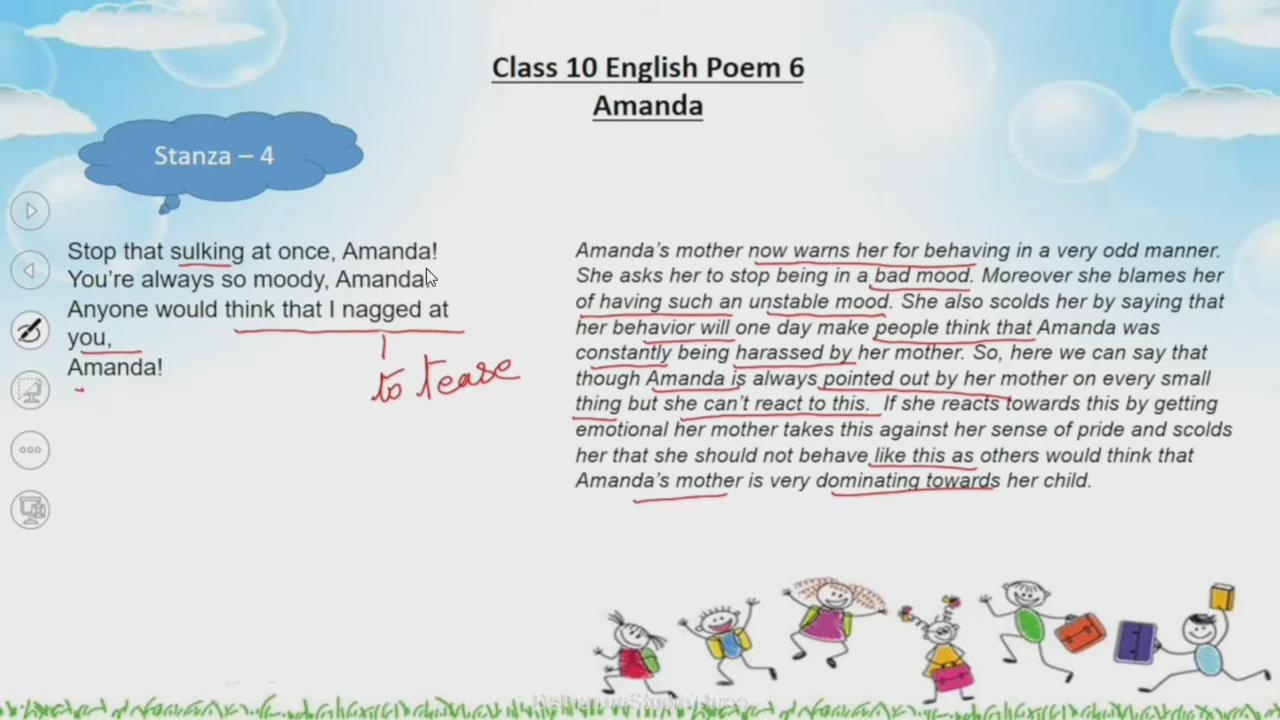 Class 10 English Poem 6
Amanda
Stanza – 4
Stop that sulking at once, Amanda!
You're always so moody, Amanda!
Anyone would think that I nagged at
you,
Amanda!
to tease
Amanda's mother now warns her for behaving in a very odd manner.
She asks her to stop being in a bad mood. Moreover she blames her
of having such an unstable mood. She also scolds her by saying that
her behavior will one day make people think that Amanda was
constantly being harassed by her mother. So, here we can say that
though Amanda is always pointed out by her mother on every small
thing but she can't react to this. If she reacts towards this by getting
emotional her mother takes this against her sense of pride and scolds
her that she should not behave like this as others would think that
Amanda's mother is very dominating towards her child.